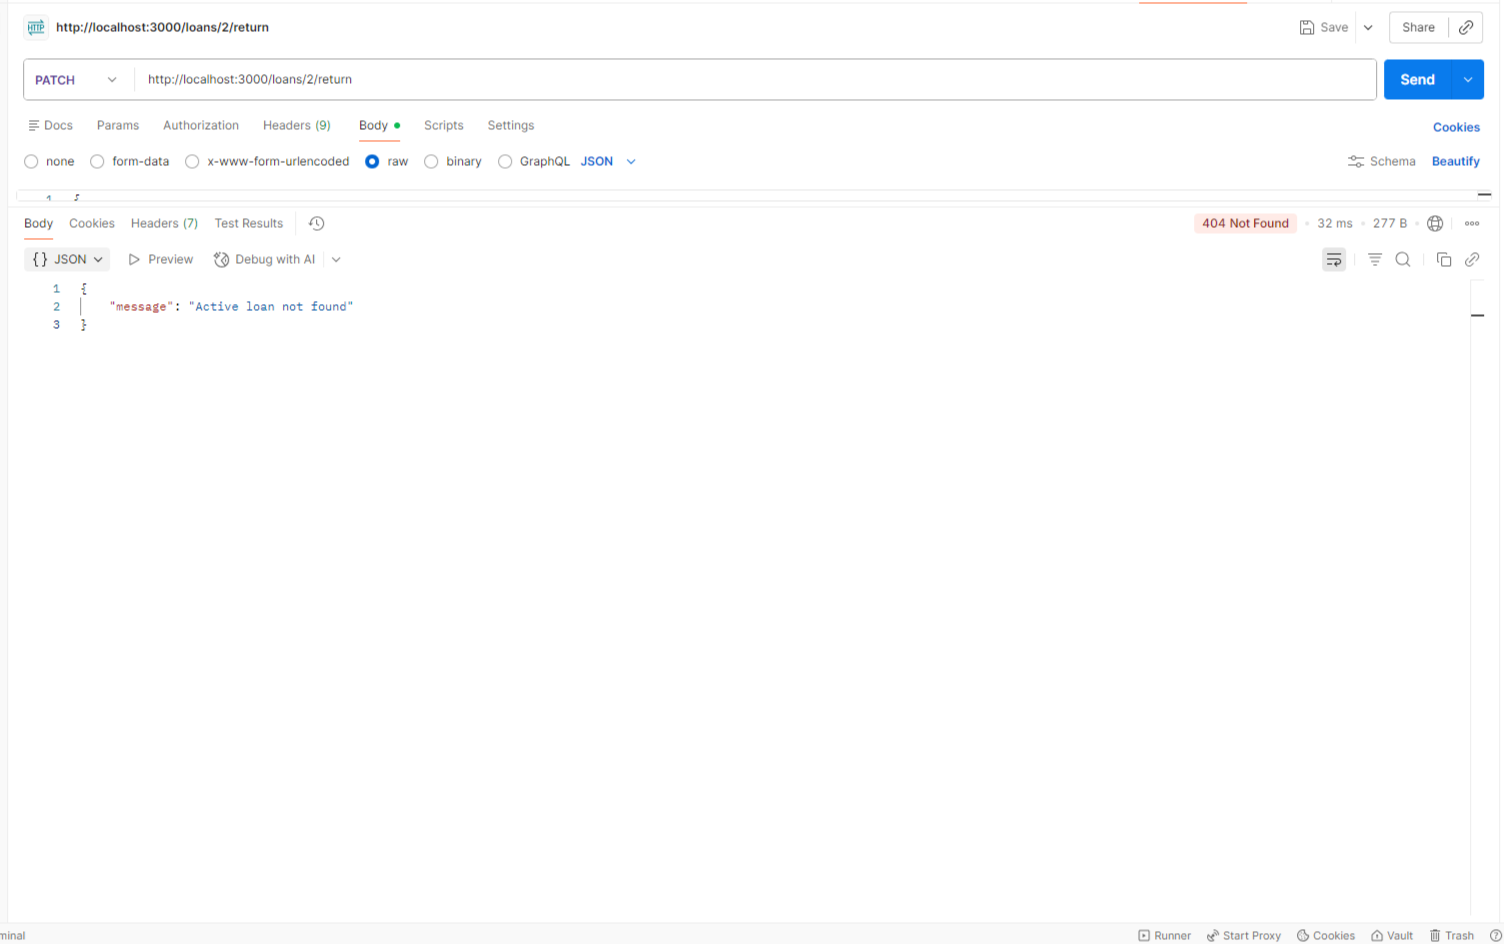 HTTP http://localhost:3000/loans/2/return Save Share
PATCH http://localhost:3000/loans/2/return Send
Docs Params Authorization Headers (9) Body Scripts Settings Cookies
none form-data x-www-form-urlencoded raw binary GraphQL JSON Schema Beautify
1 {
Body Cookies Headers (7) Test Results 404 Not Found • 32 ms • 277 B •
{} JSON Preview Debug with AI
1 {
2 "message": "Active loan not found"
3 }
minal Runner Start Proxy Cookies Vault Trash